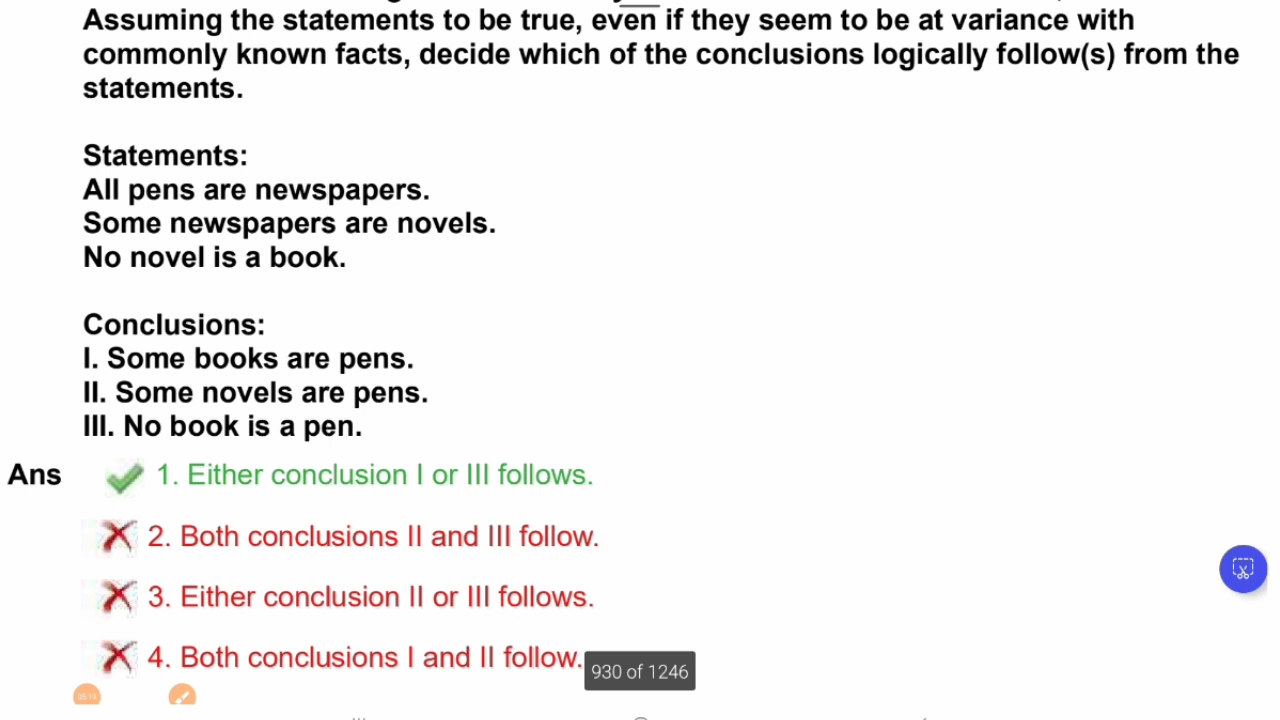 Assuming the statements to be true, even if they seem to be at variance with
commonly known facts, decide which of the conclusions logically follow(s) from the
statements.
Statements:
All pens are newspapers.
Some newspapers are novels.
No novel is a book.
Conclusions:
I. Some books are pens.
II. Some novels are pens.
III. No book is a pen.
Ans
1. Either conclusion I or III follows.
2. Both conclusions II and III follow.
3. Either conclusion II or III follows.
4. Both conclusions I and II follow.
930 of 1246